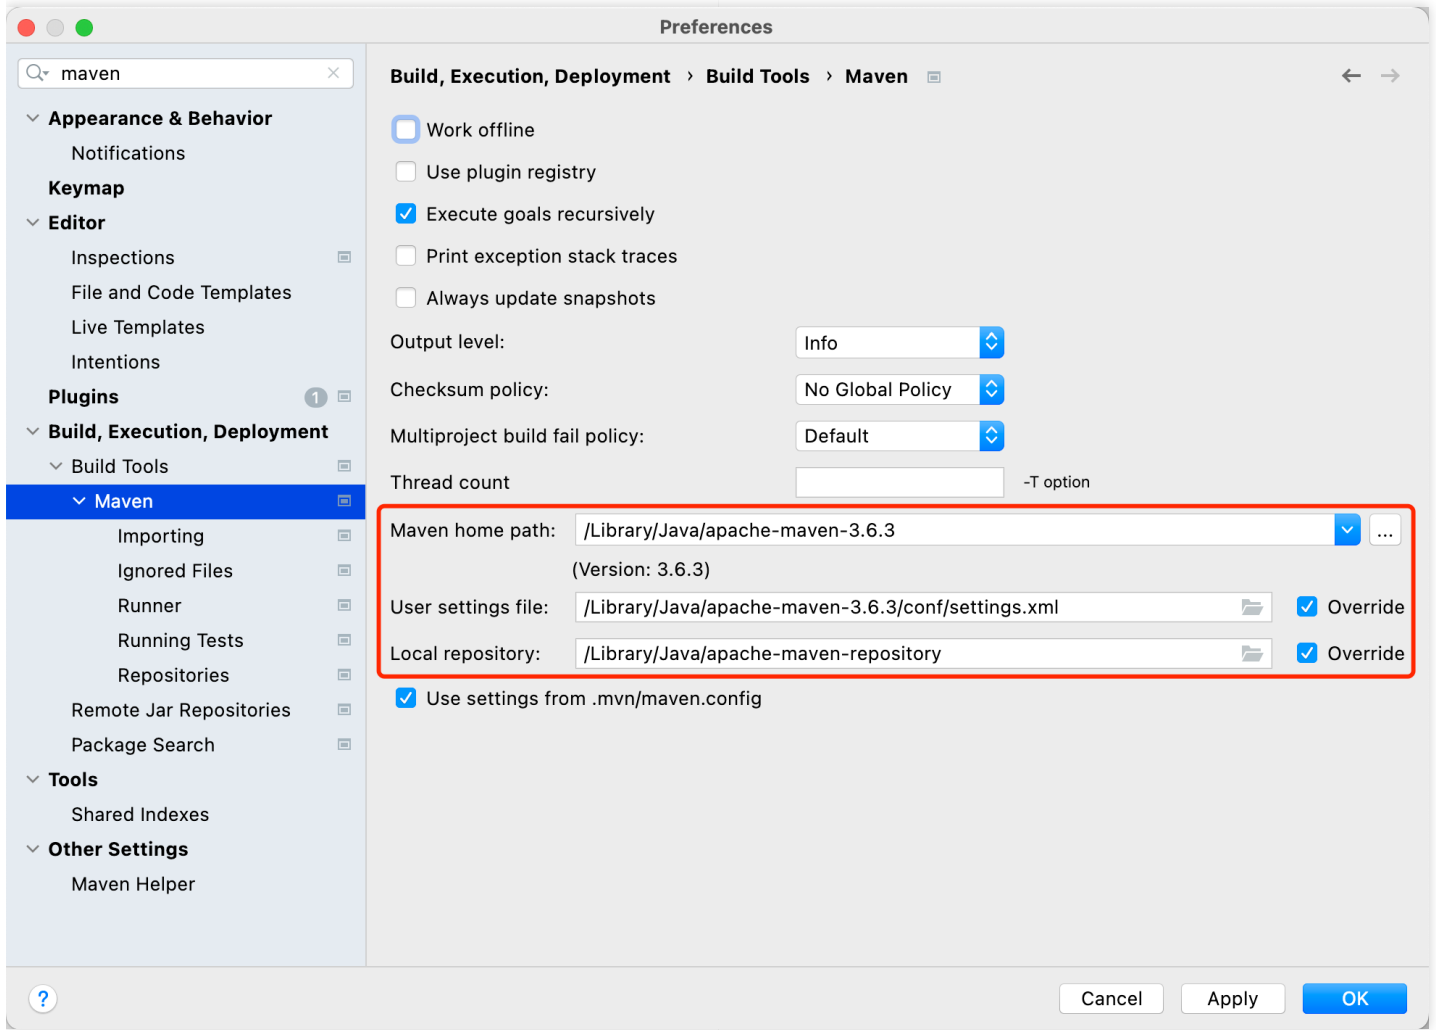 Preferences
maven
Appearance & Behavior
Notifications
Keymap
Editor
Inspections
File and Code Templates
Live Templates
Intentions
Plugins 1
Build, Execution, Deployment
Build Tools
Maven
Importing
Ignored Files
Runner
Running Tests
Repositories
Remote Jar Repositories
Package Search
Tools
Shared Indexes
Other Settings
Maven Helper
Build, Execution, Deployment › Build Tools › Maven
Work offline
Use plugin registry
Execute goals recursively
Print exception stack traces
Always update snapshots
Output level: Info
Checksum policy: No Global Policy
Multiproject build fail policy: Default
Thread count -T option
Maven home path: /Library/Java/apache-maven-3.6.3 ...
(Version: 3.6.3)
User settings file: /Library/Java/apache-maven-3.6.3/conf/settings.xml Override
Local repository: /Library/Java/apache-maven-repository Override
Use settings from .mvn/maven.config
? Cancel Apply OK